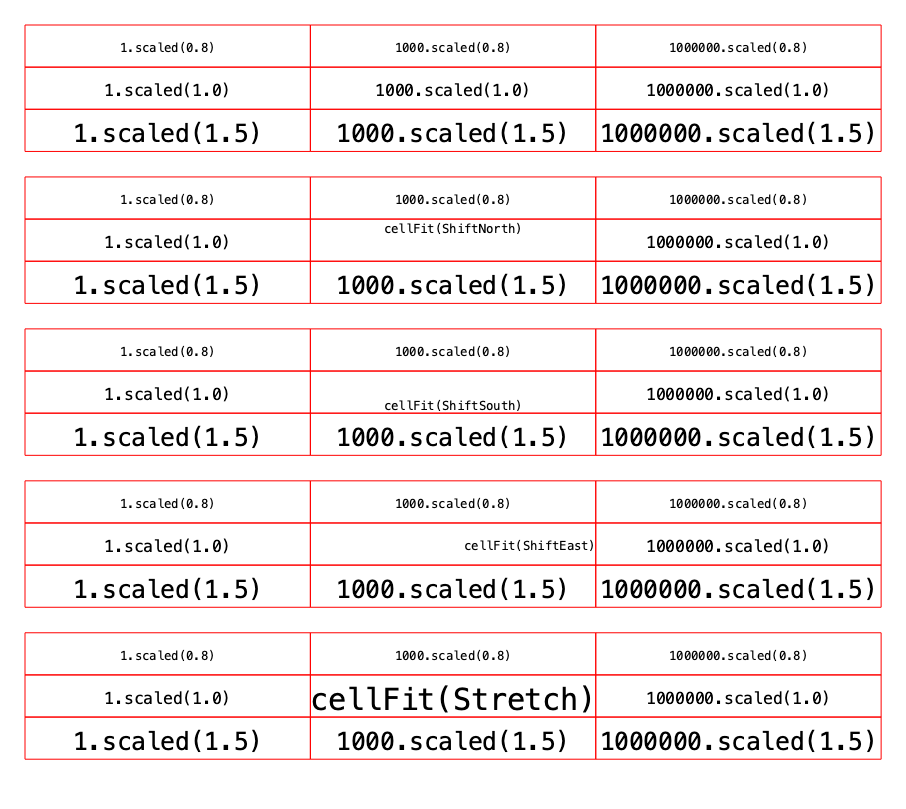 1.scaled(0.8) 1000.scaled(0.8) 1000000.scaled(0.8)
1.scaled(1.0) 1000.scaled(1.0) 1000000.scaled(1.0)
1.scaled(1.5) 1000.scaled(1.5) 1000000.scaled(1.5)
1.scaled(0.8) 1000.scaled(0.8) 1000000.scaled(0.8)
1.scaled(1.0) cellFit(ShiftNorth) 1000000.scaled(1.0)
1.scaled(1.5) 1000.scaled(1.5) 1000000.scaled(1.5)
1.scaled(0.8) 1000.scaled(0.8) 1000000.scaled(0.8)
1.scaled(1.0) cellFit(ShiftSouth) 1000000.scaled(1.0)
1.scaled(1.5) 1000.scaled(1.5) 1000000.scaled(1.5)
1.scaled(0.8) 1000.scaled(0.8) 1000000.scaled(0.8)
1.scaled(1.0) cellFit(ShiftEast) 1000000.scaled(1.0)
1.scaled(1.5) 1000.scaled(1.5) 1000000.scaled(1.5)
1.scaled(0.8) 1000.scaled(0.8) 1000000.scaled(0.8)
1.scaled(1.0) cellFit(Stretch) 1000000.scaled(1.0)
1.scaled(1.5) 1000.scaled(1.5) 1000000.scaled(1.5)